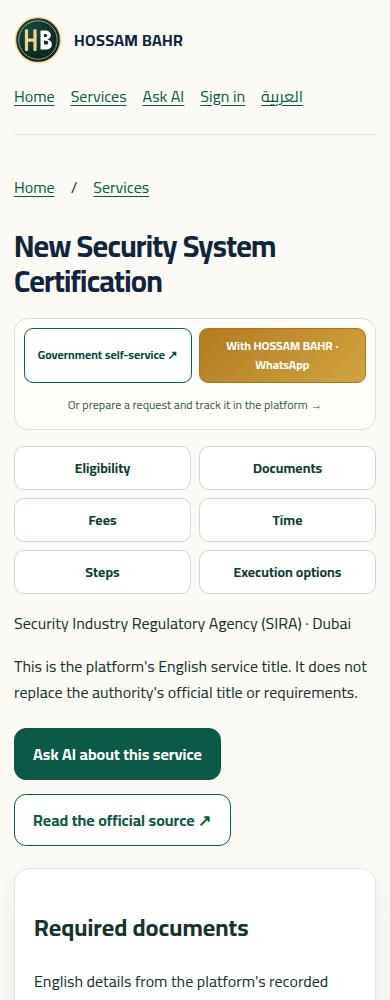 HB
HOSSAM BAHR
Home Services Ask AI Sign in العربية
Home / Services
New Security System
Certification
Government self-service ↗
With HOSSAM BAHR ·
WhatsApp
Or prepare a request and track it in the platform →
Eligibility
Documents
Fees
Time
Steps
Execution options
Security Industry Regulatory Agency (SIRA) · Dubai
This is the platform's English service title. It does not
replace the authority's official title or requirements.
Ask AI about this service
Read the official source ↗
Required documents
English details from the platform's recorded